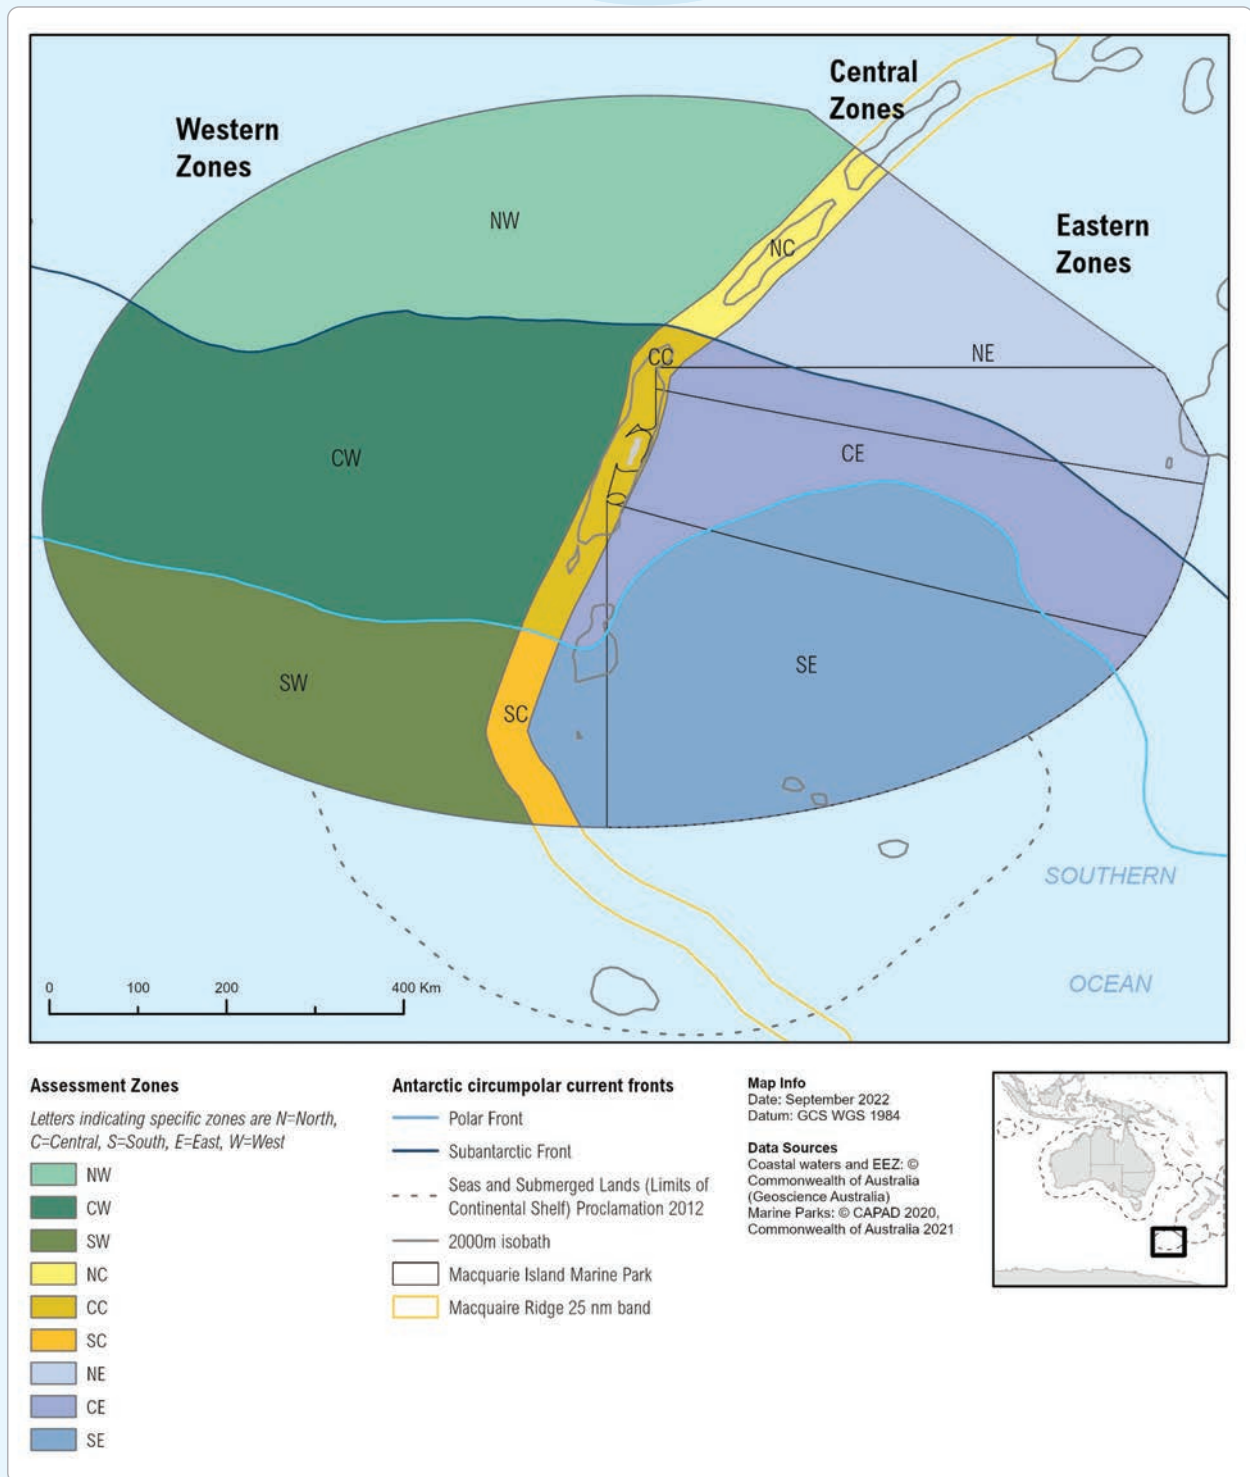 Western
Zones
Central
Zones
Eastern
Zones
NW
NC
CC
NE
CW
CE
SW
SE
SC
SOUTHERN
OCEAN
0 100 200 400 Km
Assessment Zones
Letters indicating specific zones are N=North,
C=Central, S=South, E=East, W=West
NW
CW
SW
NC
CC
SC
NE
CE
SE
Antarctic circumpolar current fronts
Polar Front
Subantarctic Front
Seas and Submerged Lands (Limits of
Continental Shelf) Proclamation 2012
2000m isobath
Macquarie Island Marine Park
Macquaire Ridge 25 nm band
Map Info
Date: September 2022
Datum: GCS WGS 1984
Data Sources
Coastal waters and EEZ: ©
Commonwealth of Australia
(Geoscience Australia)
Marine Parks: © CAPAD 2020,
Commonwealth of Australia 2021